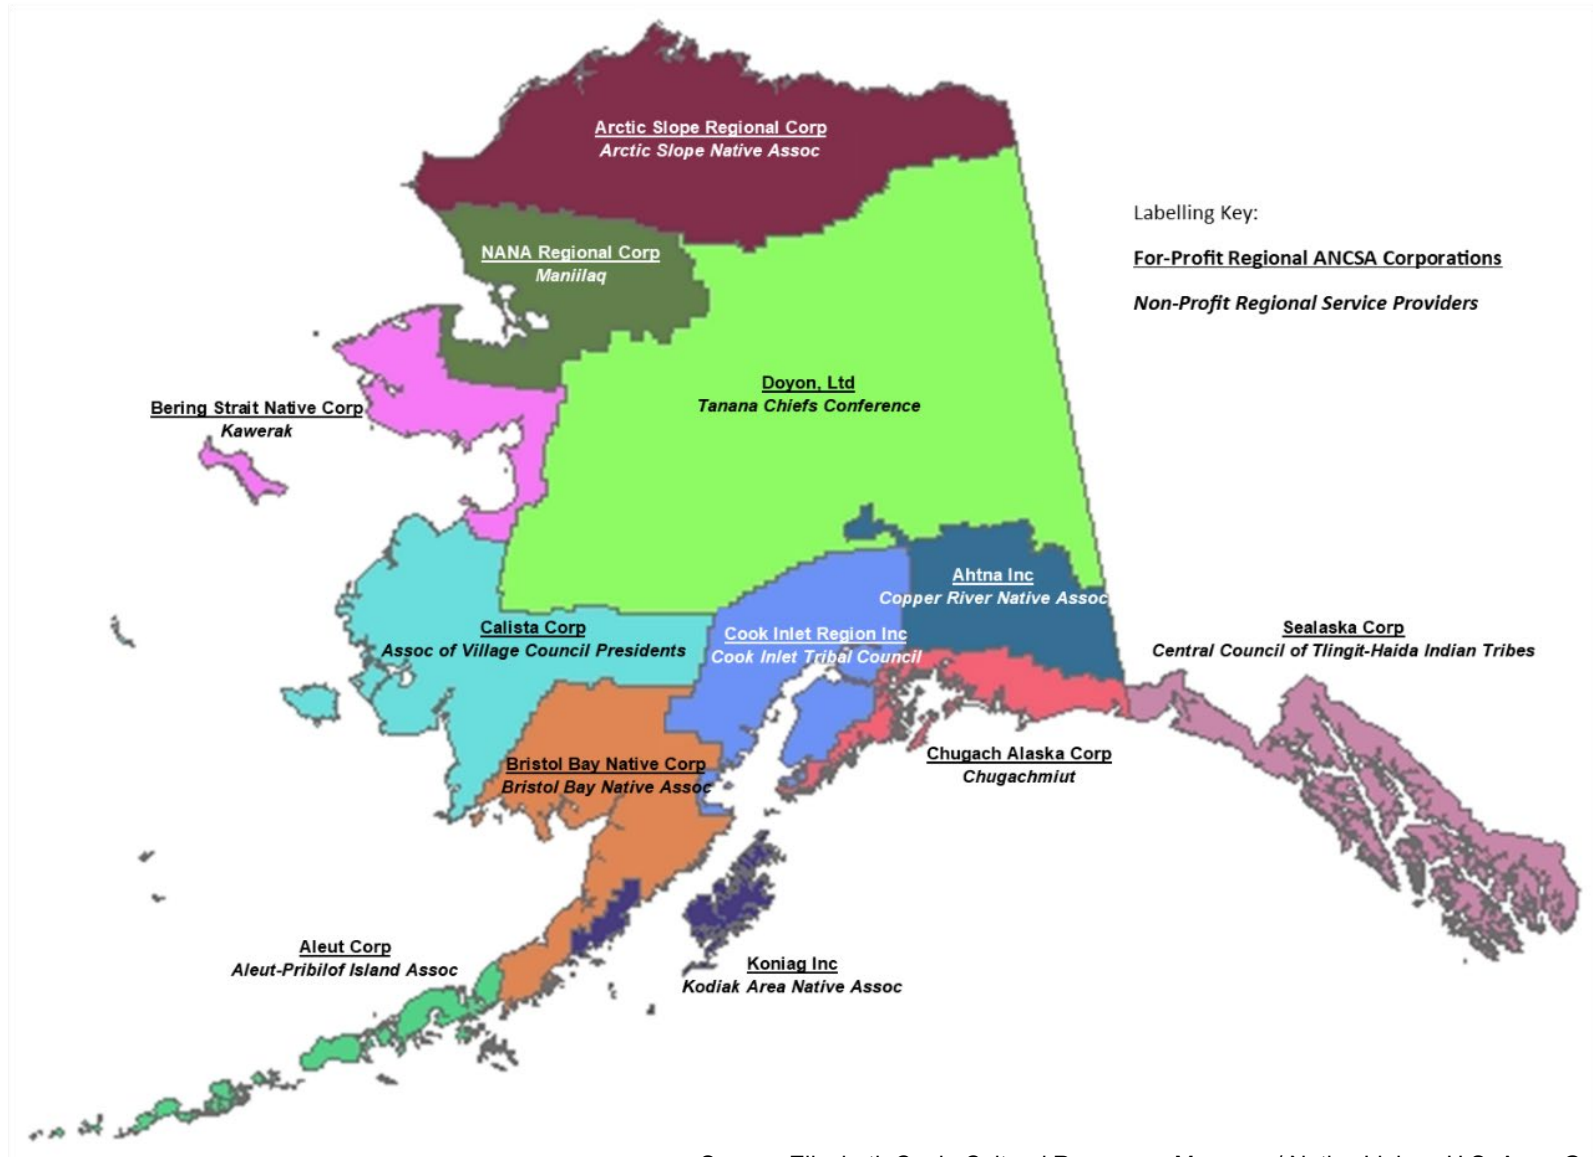 Arctic Slope Regional Corp
Arctic Slope Native Assoc
Labelling Key:
For-Profit Regional ANCSA Corporations
Non-Profit Regional Service Providers
NANA Regional Corp
Maniilaq
Doyon, Ltd
Tanana Chiefs Conference
Bering Strait Native Corp
Kawerak
Ahtna Inc
Copper River Native Assoc
Calista Corp
Assoc of Village Council Presidents
Cook Inlet Region Inc
Cook Inlet Tribal Council
Sealaska Corp
Central Council of Tlingit-Haida Indian Tribes
Bristol Bay Native Corp
Bristol Bay Native Assoc
Chugach Alaska Corp
Chugachmiut
Aleut Corp
Aleut-Pribilof Island Assoc
Koniag Inc
Kodiak Area Native Assoc